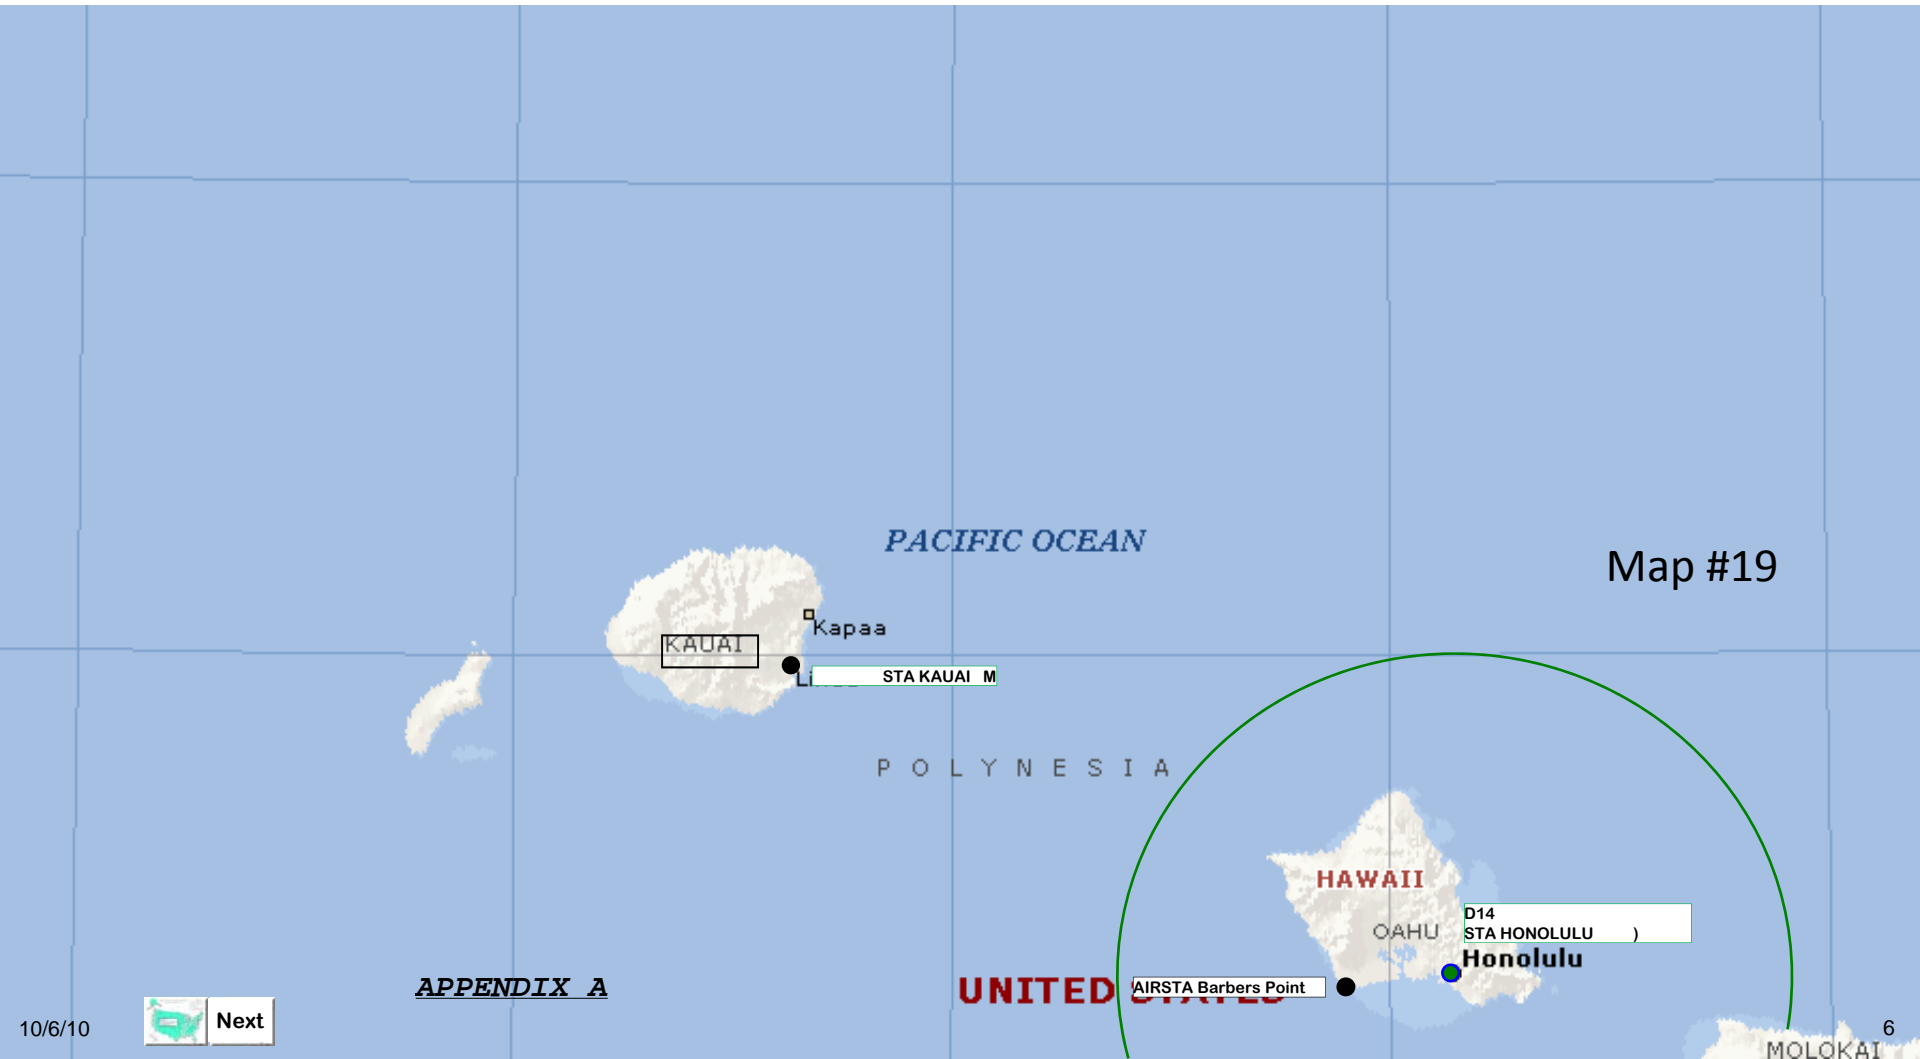 PACIFIC OCEAN
Map #19
Kapaa
KAUAI
STA KAUAI M
POLYNESIA
HAWAII
D14
STA HONOLULU )
OAHU
Honolulu
APPENDIX A
UNITED
AIRSTA Barbers Point
10/6/10
Next
6
MOLOKAI